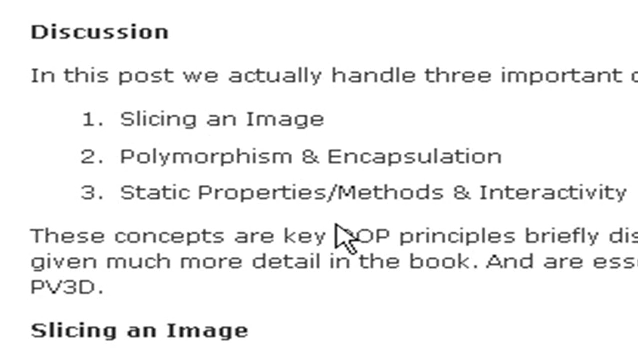 Discussion
In this post we actually handle three important
1. Slicing an Image
2. Polymorphism & Encapsulation
3. Static Properties/Methods & Interactivity
These concepts are key principles briefly
given much more detail in the book. And are
PV3D.
Slicing an Image